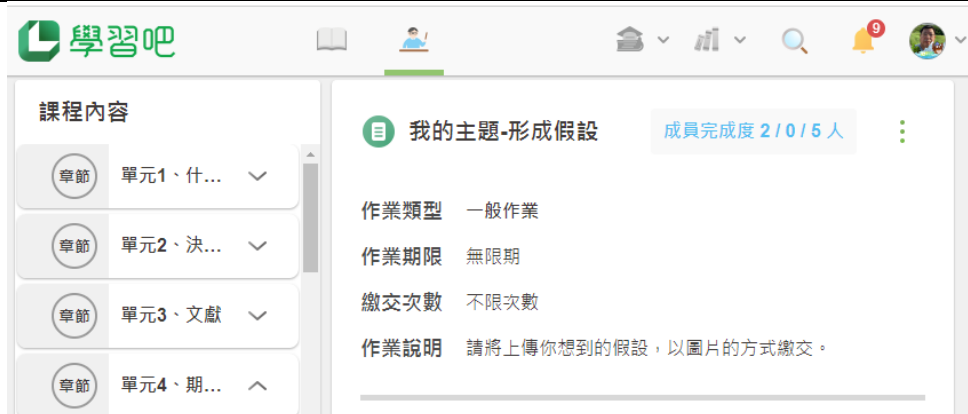 學習吧
9
課程內容
章節 單元1、什...
章節 單元2、決...
章節 單元3、文獻
章節 單元4、期...
我的主題-形成假設
成員完成度 2 / 0 / 5 人
作業類型 一般作業
作業期限 無限期
繳交次數 不限次數
作業說明 請將上傳你想到的假設，以圖片的方式繳交。